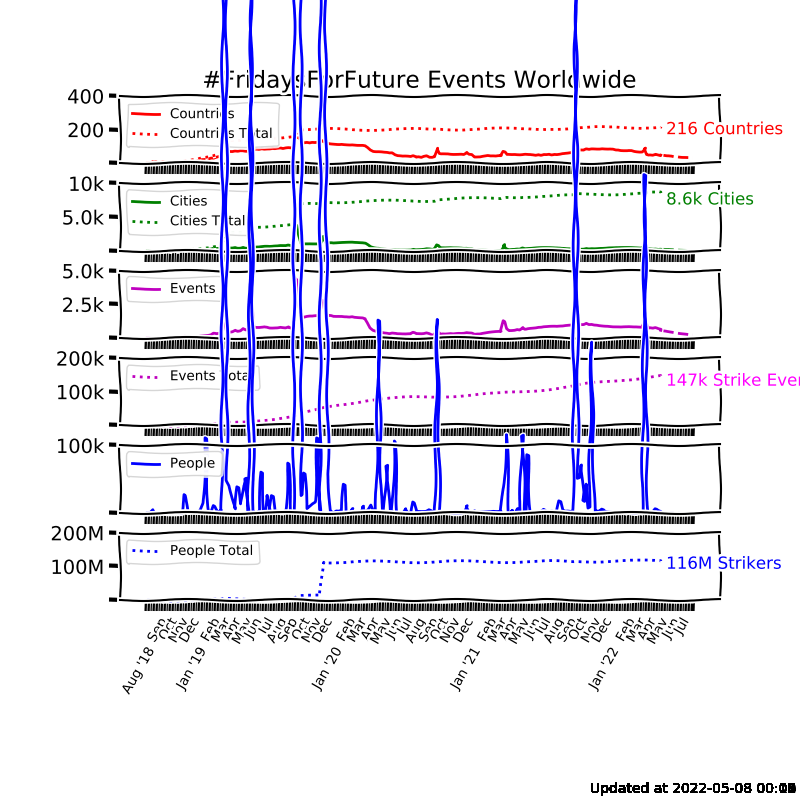 #FridaysForFuture Events Worldwide
400
200
Countries
Countries Total
216 Countries
10k
5.0k
Cities
Cities Total
8.6k Cities
5.0k
2.5k
Events
200k
100k
Events Total
147k Strike Even
100k
People
200M
100M
People Total
116M Strikers
Aug '18 Sep Oct Nov Dec Jan '19 Feb Mar Apr May Jun Jul Aug Sep Oct Nov Dec Jan '20 Feb Mar Apr May Jun Jul Aug Sep Oct Nov Dec Jan '21 Feb Mar Apr May Jun Jul Aug Sep Oct Nov Dec Jan '22 Feb Mar Apr May Jun Jul
Updated at 2022-05-08 00: